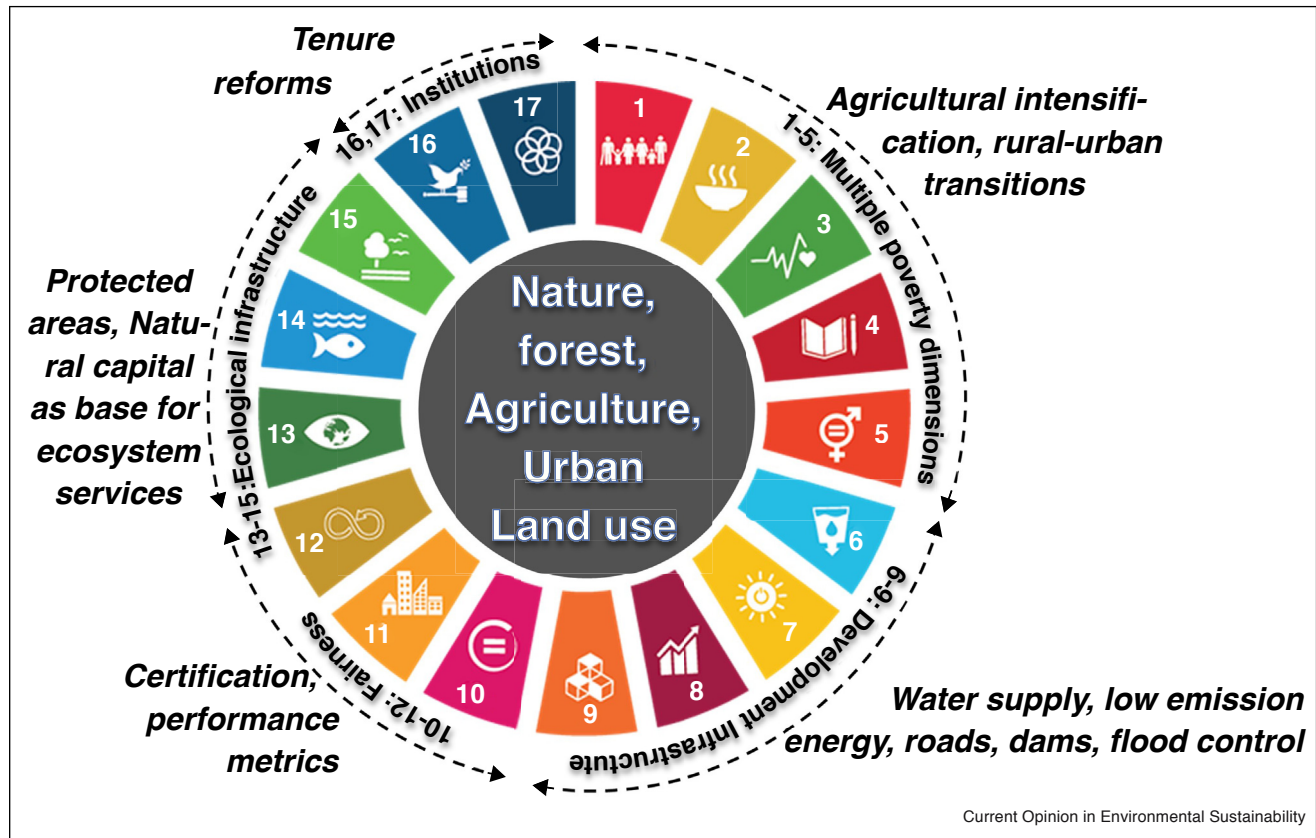 Tenure
reforms
16,17: Institutions
Agricultural intensifi-
cation, rural-urban
transitions
1-5: Multiple poverty dimensions
1
2
3
4
5
6
7
8
9
10
11
12
13
14
15
16
17
Nature,
forest,
Agriculture,
Urban
Land use
Protected
areas, Natu-
ral capital
as base for
ecosystem
services
13-15:Ecological infrastructure
6-9: Development Infrastructute
10-12: Fairness
Certification,
performance
metrics
Water supply, low emission
energy, roads, dams, flood control
Current Opinion in Environmental Sustainability